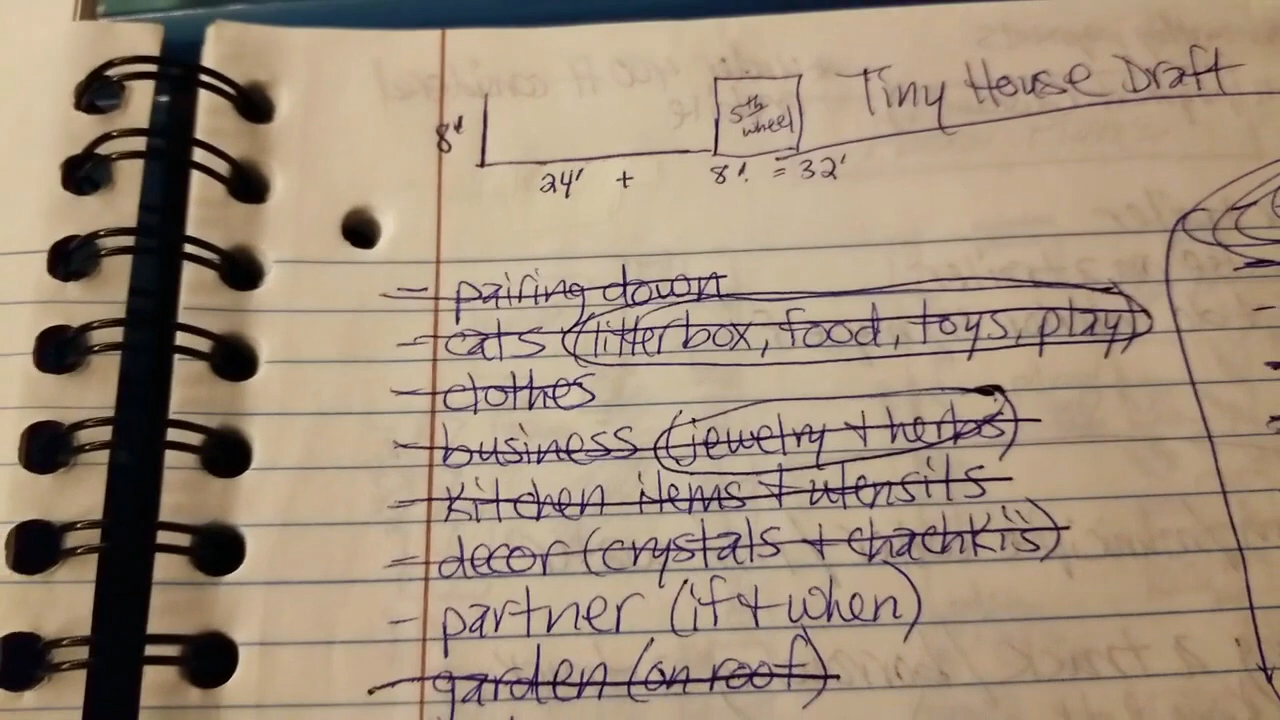 Tiny House Draft
5th
wheel
8'
24' + 8' = 32'
- pairing down
- cats (litterbox, food, toys, play)
- clothes
- business (jewelry + herbs)
- kitchen items + utensils
- decor (crystals + chachkiis)
- partner (if + when)
- garden (on roof)